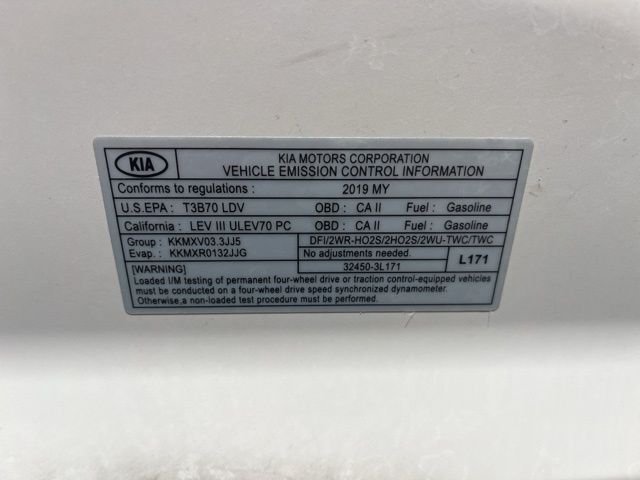 KIA
KIA MOTORS CORPORATION
VEHICLE EMISSION CONTROL INFORMATION
Conforms to regulations : 2019 MY
U.S.EPA : T3B70 LDV OBD : CA II Fuel : Gasoline
California : LEV III ULEV70 PC OBD : CA II Fuel : Gasoline
Group : KKMXV03.3JJ5 DFI/2WR-HO2S/2HO2S/2WU-TWC/TWC
Evap. : KKMXR0132JJG No adjustments needed.
[WARNING] 32450-3L171 L171
Loaded I/M testing of permanent four-wheel drive or traction control-equipped vehicles
must be conducted on a four-wheel drive speed synchronized dynamometer.
Otherwise,a non-loaded test procedure must be performed.